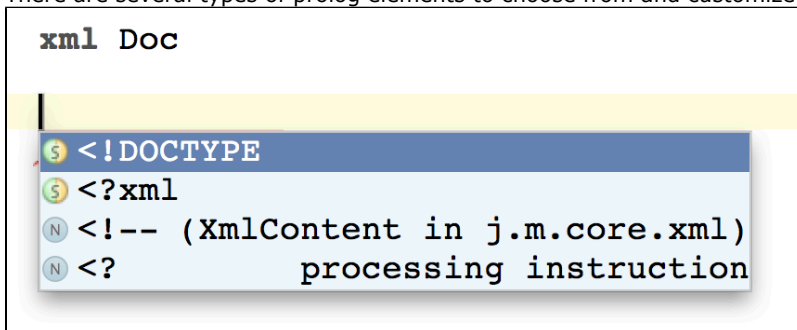 There are several types of prolog elements to choose from and customize
xml Doc
$ <!DOCTYPE
$ <?xml
N <!-- (XmlContent in j.m.core.xml)
N <? processing instruction